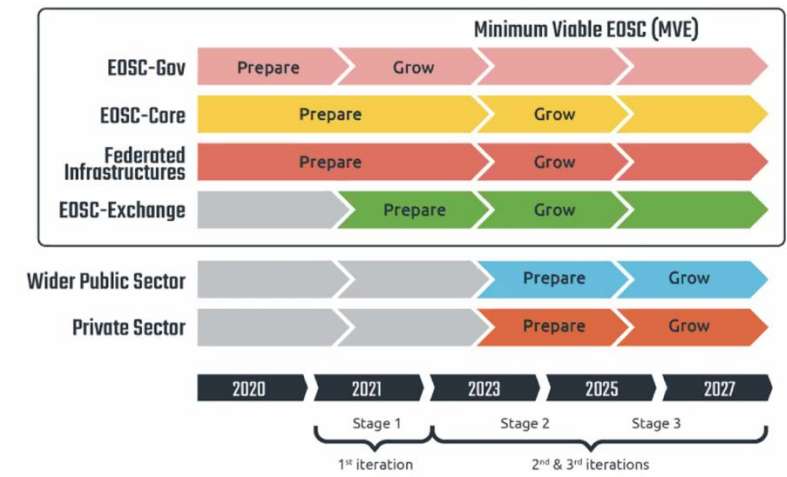 Minimum Viable EOSC (MVE)
EOSC-Gov Prepare Grow
EOSC-Core Prepare Grow
Federated
Infrastructures Prepare Grow
EOSC-Exchange Prepare Grow
Wider Public Sector Prepare Grow
Private Sector Prepare Grow
2020 2021 2023 2025 2027
Stage 1 Stage 2 Stage 3
1st iteration 2nd & 3rd iterations